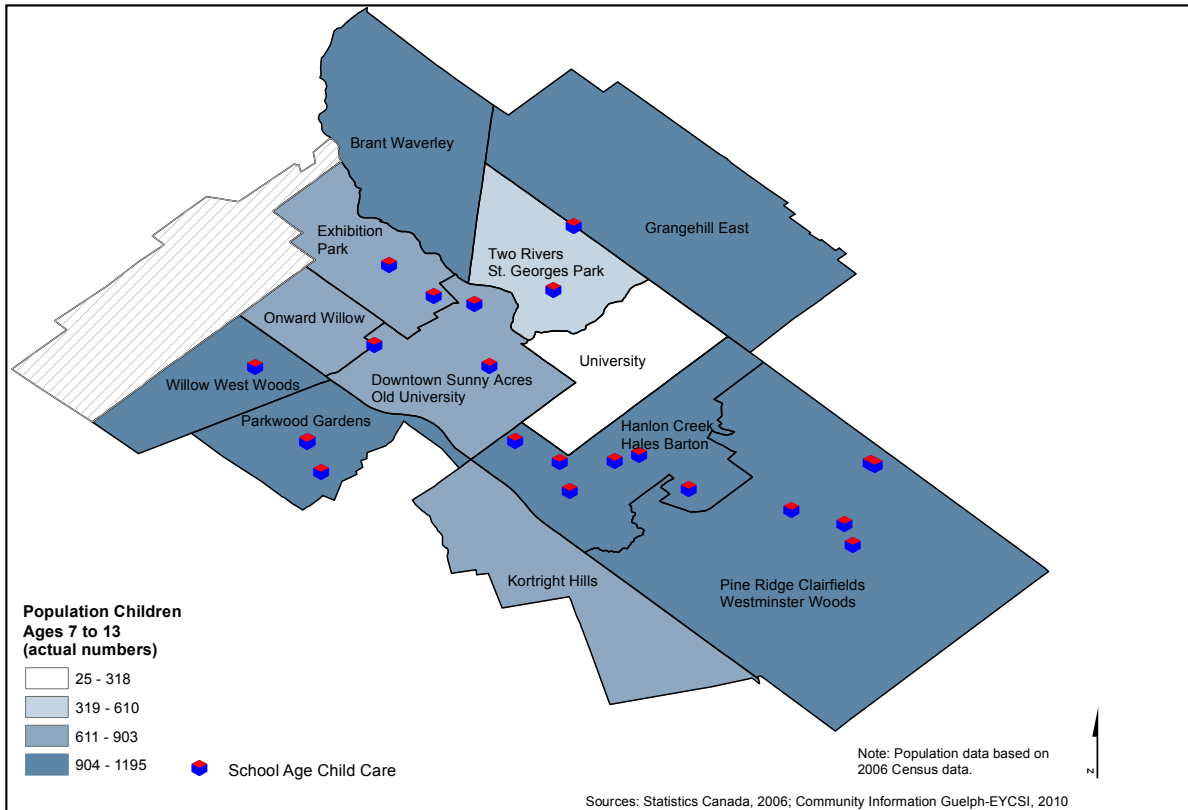 Brant Waverley
Grangehill East
Exhibition
Park
Two Rivers
St. Georges Park
Onward Willow
University
Willow West Woods
Downtown Sunny Acres
Old University
Parkwood Gardens
Hanlon Creek
Hales Barton
Kortright Hills
Pine Ridge Clairfields
Westminster Woods
Population Children
Ages 7 to 13
(actual numbers)
25 - 318
319 - 610
611 - 903
904 - 1195
School Age Child Care
Note: Population data based on
2006 Census data.
N
Sources: Statistics Canada, 2006; Community Information Guelph-EYCSI, 2010